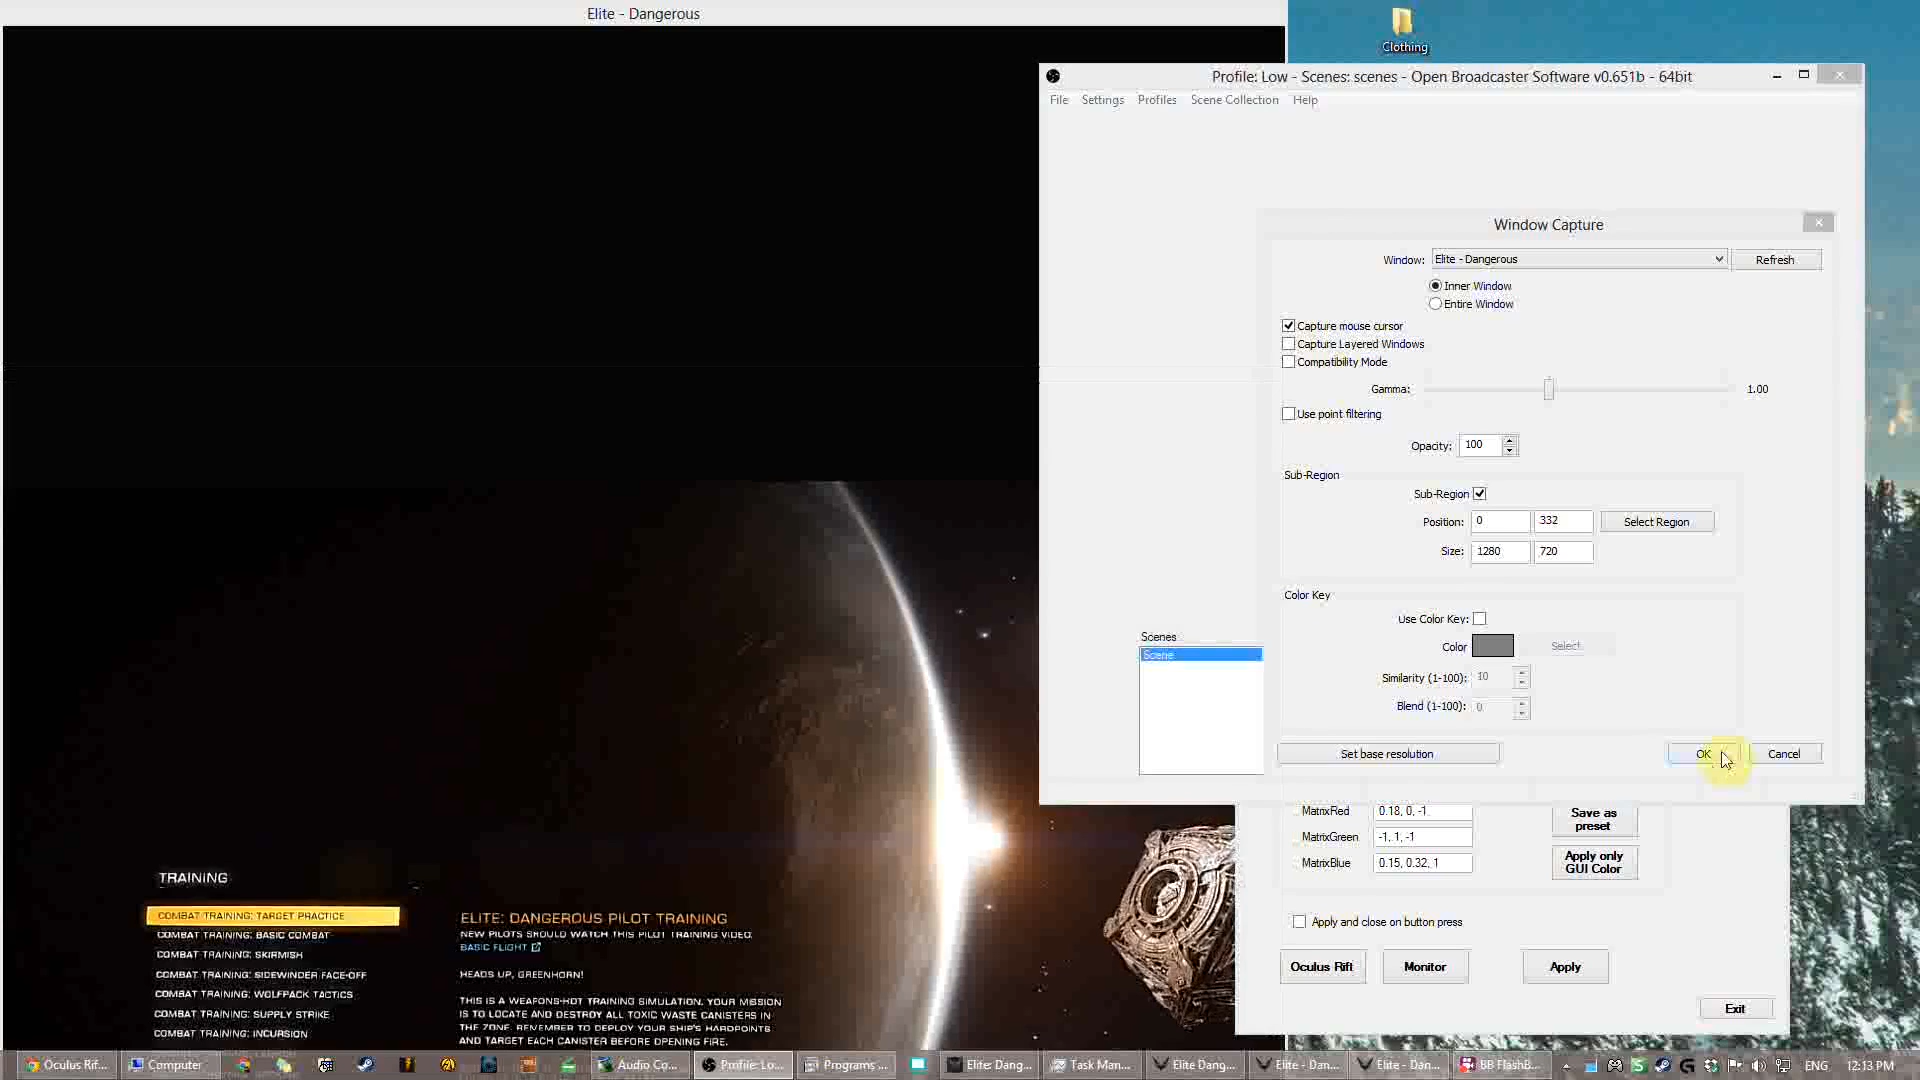 Elite - Dangerous
Clothing
Profile: Low - Scenes: scenes - Open Broadcaster Software v0.651b - 64bit
File Settings Profiles Scene Collection Help
Window Capture
Window: Elite - Dangerous Refresh
Inner Window
Entire Window
Capture mouse cursor
Capture Layered Windows
Compatibility Mode
Gamma: 1.00
Use point filtering
Opacity: 100
Sub-Region
Sub-Region
Position: 0 332 Select Region
Size: 1280 720
Color Key
Use Color Key:
Color Select
Similarity (1-100): 10
Blend (1-100): 0
Set base resolution OK Cancel
Scenes
Scene
MatrixRed 0.18, 0, -1
MatrixGreen -1, 1, -1
MatrixBlue 0.15, 0.32, 1
Save as
preset
Apply only
GUI Color
Apply and close on button press
Oculus Rift Monitor Apply
Exit
TRAINING
COMBAT TRAINING: TARGET PRACTICE
COMBAT TRAINING: BASIC COMBAT
COMBAT TRAINING: SKIRMISH
COMBAT TRAINING: SIDEWINDER FACE-OFF
COMBAT TRAINING: WOLFPACK TACTICS
COMBAT TRAINING: SUPPLY STRIKE
COMBAT TRAINING: INCURSION
ELITE: DANGEROUS PILOT TRAINING
NEW PILOTS SHOULD WATCH THIS PILOT TRAINING VIDEO:
BASIC FLIGHT
HEADS UP, GREENHORN!
THIS IS A WEAPONS-HOT TRAINING SIMULATION. YOUR MISSION
IS TO LOCATE AND DESTROY ALL TOXIC WASTE CANISTERS IN
THE ZONE. REMEMBER TO DEPLOY YOUR SHIP'S HARDPOINTS
AND TARGET EACH CANISTER BEFORE OPENING FIRE.
Oculus Rif... Computer Audio Co... Profile: Lo... Programs ... Elite: Dang... Task Man... Elite Dang... Elite - Dan... Elite - Dan... BB FlashB... ENG 12:13 PM